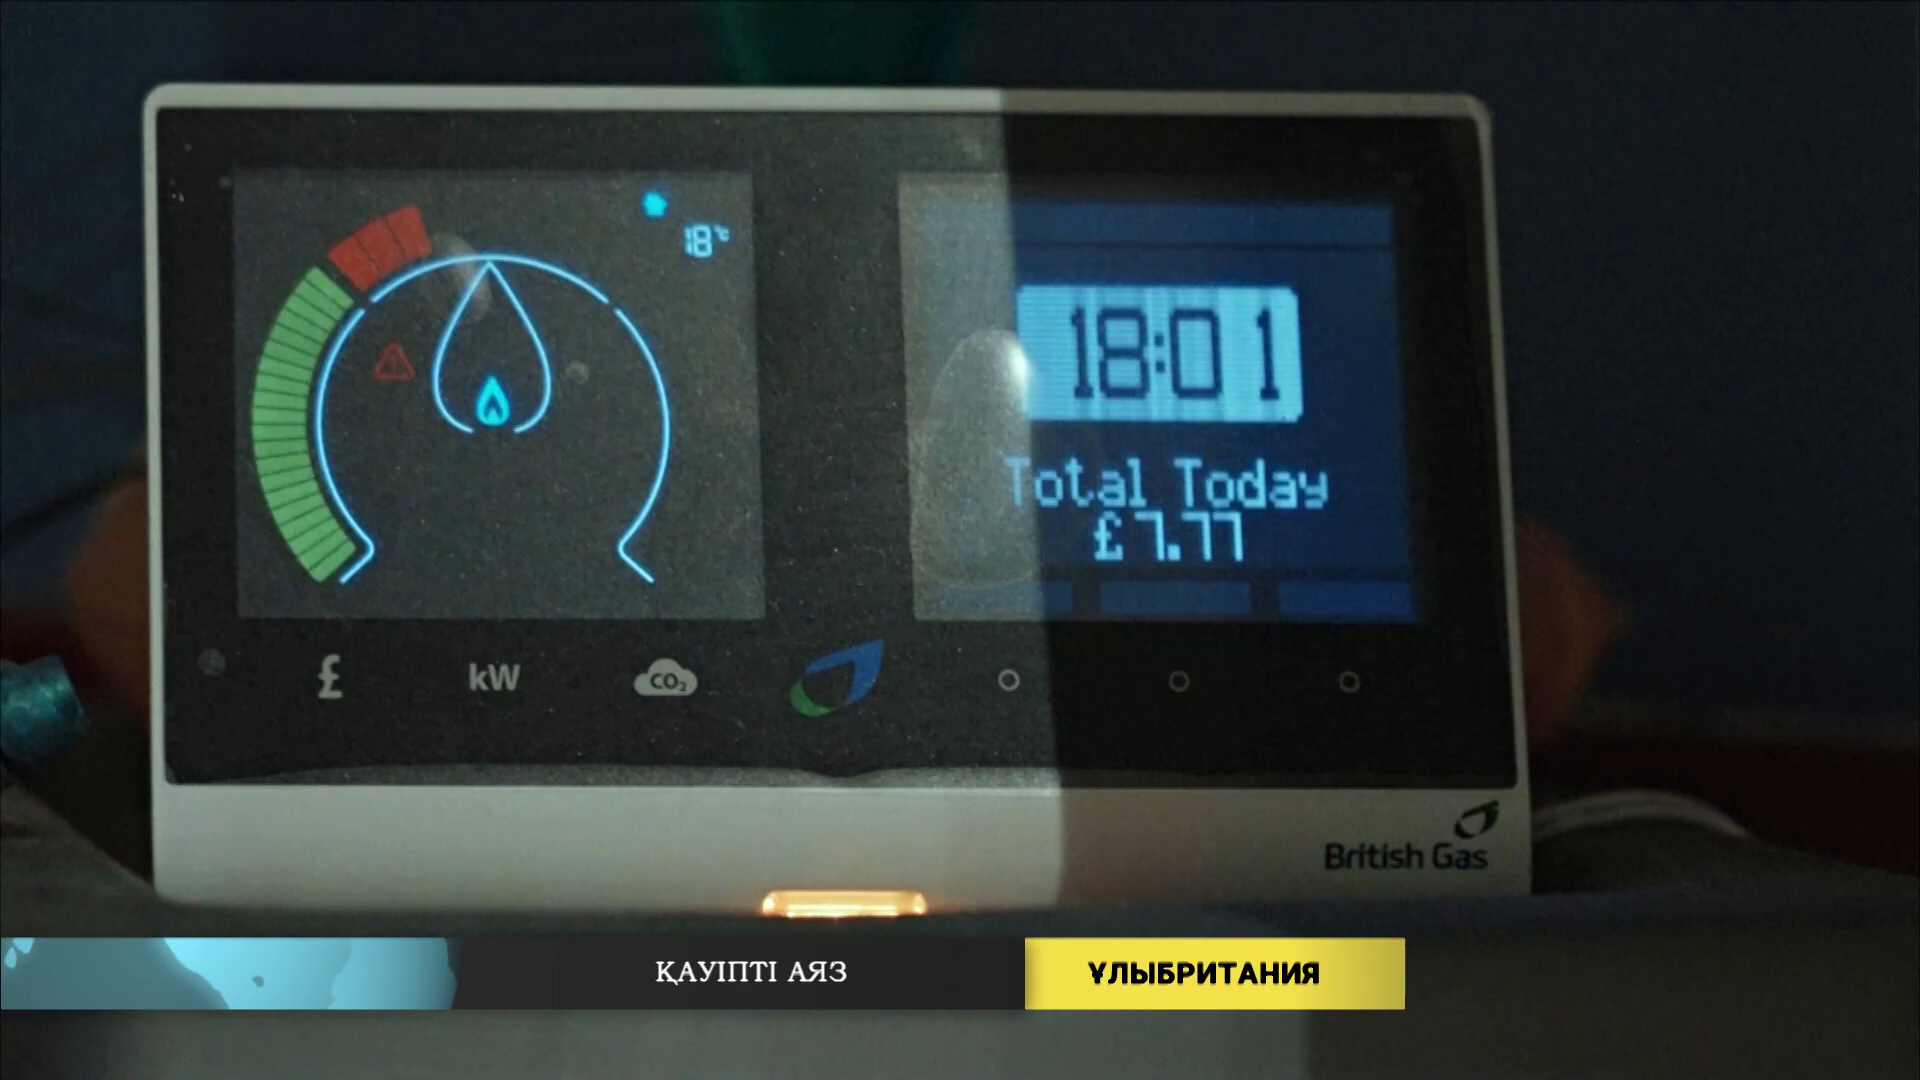 18°C
18:01
Total Today
£7.77
£
kW
CO₂
British Gas
ҚАУІПТІ АЯЗ
ҰЛЫБРИТАНИЯ